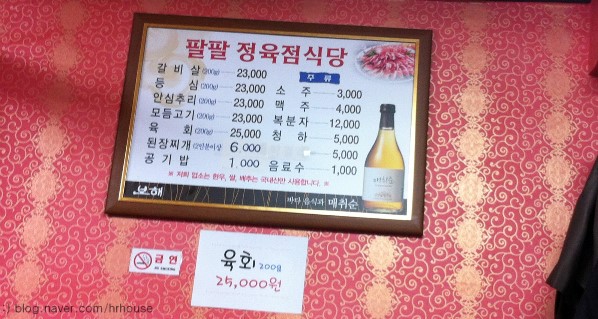 팔팔 정육점식당
갈비살(200g) 23,000
등심(200g) 23,000
안심추리(200g) 23,000
모듬고기(200g) 23,000
육회(200g) 25,000
된장찌개 6000
공기밥 1000
주류
소주 3,000
맥주 4,000
복분자 12,000
청하 5,000
5,000
음료수 1,000
※ 저희 업소는 한우, 쌀, 배추는 국내산만 사용합니다. ※
보해
매취순
금연
NO SMOKING
육회 200g
25,000원
blog.naver.com/hrhouse